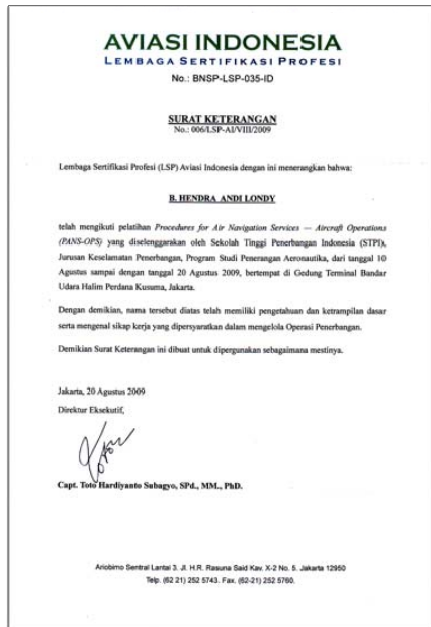 AVIASI INDONESIA
LEMBAGA SERTIFIKASI PROFESI
No.: BNSP-LSP-035-ID
SURAT KETERANGAN
No.: 006/LSP-AI/VIII/2009
Lembaga Sertifikasi Profesi (LSP) Aviasi Indonesia dengan ini menerangkan bahwa:
B. HENDRA ANDI LONDY
telah mengikuti pelatihan Procedures for Air Navigation Services — Aircraft Operations
(PANS-OPS) yang diselenggarakan oleh Sekolah Tinggi Penerbangan Indonesia (STPI),
Jurusan Keselamatan Penerbangan, Program Studi Penerangan Aeronautika, dari tanggal 10
Agustus sampai dengan tanggal 20 Agustus 2009, bertempat di Gedung Terminal Bandar
Udara Halim Perdana Kusuma, Jakarta.
Dengan demikian, nama tersebut diatas telah memiliki pengetahuan dan ketrampilan dasar
serta mengenal sikap kerja yang dipersyaratkan dalam mengelola Operasi Penerbangan.
Demikian Surat Keterangan ini dibuat untuk dipergunakan sebagaimana mestinya.
Jakarta, 20 Agustus 2009
Direktur Eksekutif,
Capt. Toto Hardiyanto Subagyo, SPd., MM., PhD.
Ariobimo Sentral Lantai 3. Jl. H.R. Rasuna Said Kav. X-2 No. 5. Jakarta 12950
Telp. (62 21) 252 5743. Fax. (62-21) 252 5760.